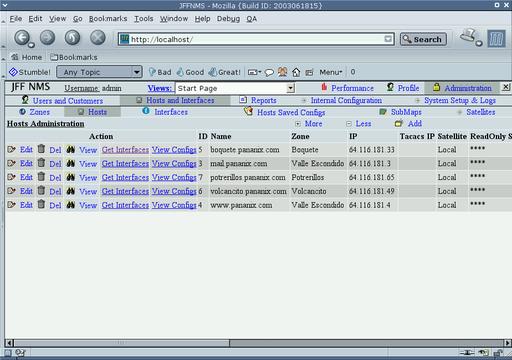 JFFNMS - Mozilla {Build ID: 2003061815}
File Edit View Go Bookmarks Tools Window Help Debug QA
http://localhost/ Search
Home Bookmarks
Stumble! Any Topic Bad Good Great! Menu 0
JFF NMS Username: admin Views: Start Page Performance Profile Administration
Users and Customers Hosts and Interfaces Reports Internal Configuration System Setup & Logs
Zones Hosts Interfaces Hosts Saved Configs SubMaps Satellites
Hosts Administration More Less Add
Action ID Name Zone IP Tacacs IP Satellite ReadOnly S
Edit Del View Get Interfaces View Configs 5 boquete.pananix.com Boquete 64.116.181.33 Local ****
Edit Del View Get Interfaces View Configs 3 mail.pananix.com Valle Escondido 64.116.181.3 Local ****
Edit Del View Get Interfaces View Configs 7 potrerillos.pananix.com Potrerillos 64.116.181.65 Local ****
Edit Del View Get Interfaces View Configs 6 volcancito.pananix.com Volcancito 64.116.181.49 Local ****
Edit Del View Get Interfaces View Configs 4 www.pananix.com Valle Escondido 64.116.181.4 Local ****